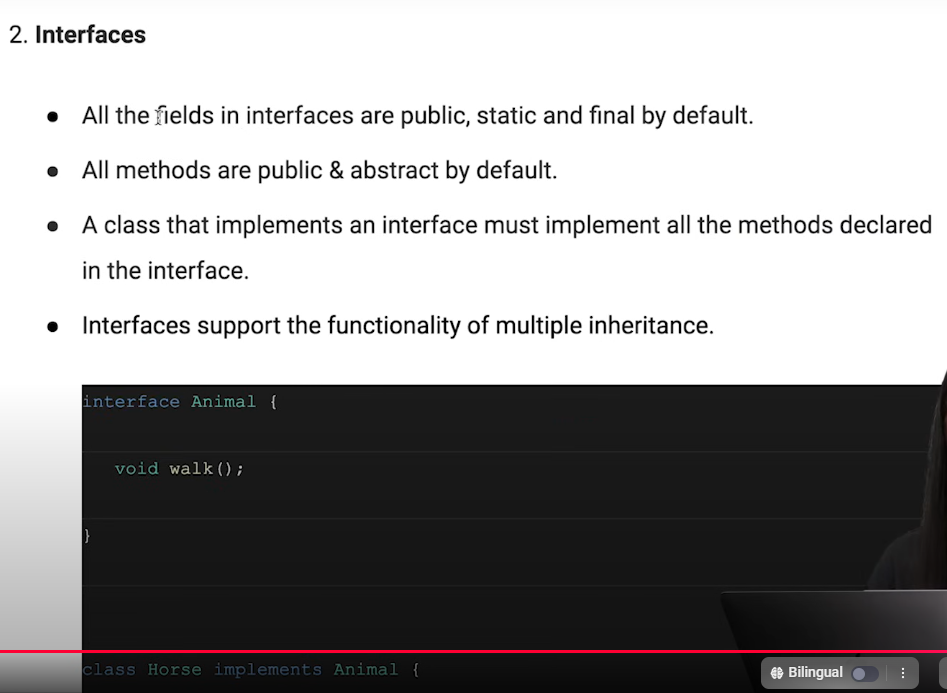 2. Interfaces
● All the fields in interfaces are public, static and final by default.
● All methods are public & abstract by default.
● A class that implements an interface must implement all the methods declared
in the interface.
● Interfaces support the functionality of multiple inheritance.
interface Animal {
void walk();
}
class Horse implements Animal {
Bilingual